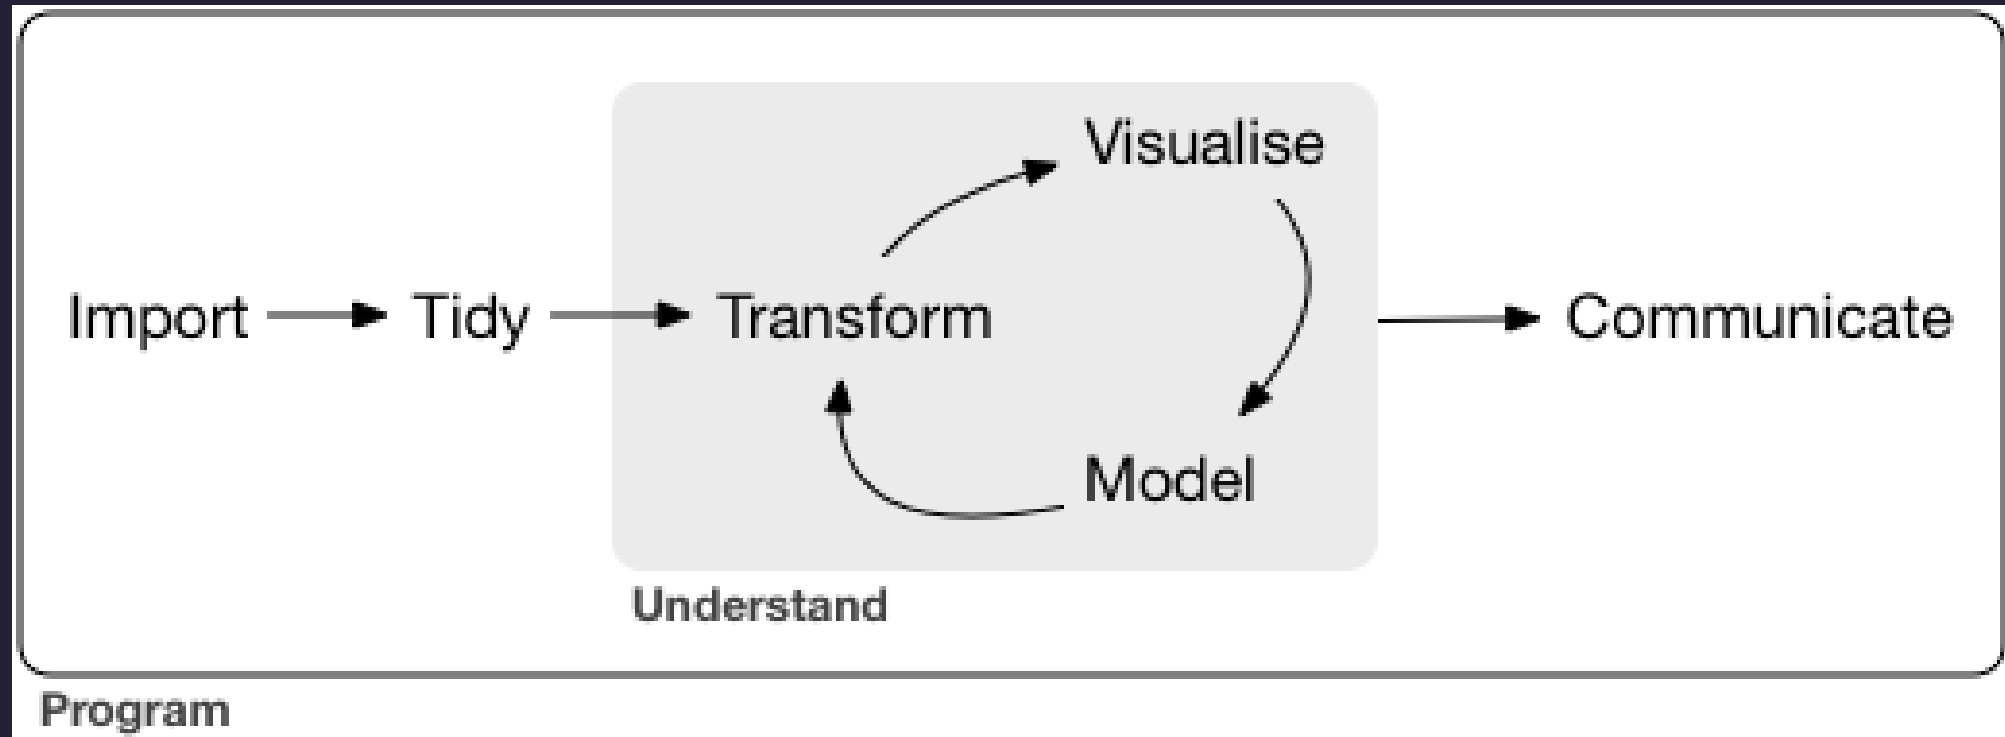 Visualise
Import Tidy Transform Communicate
Model
Understand
Program